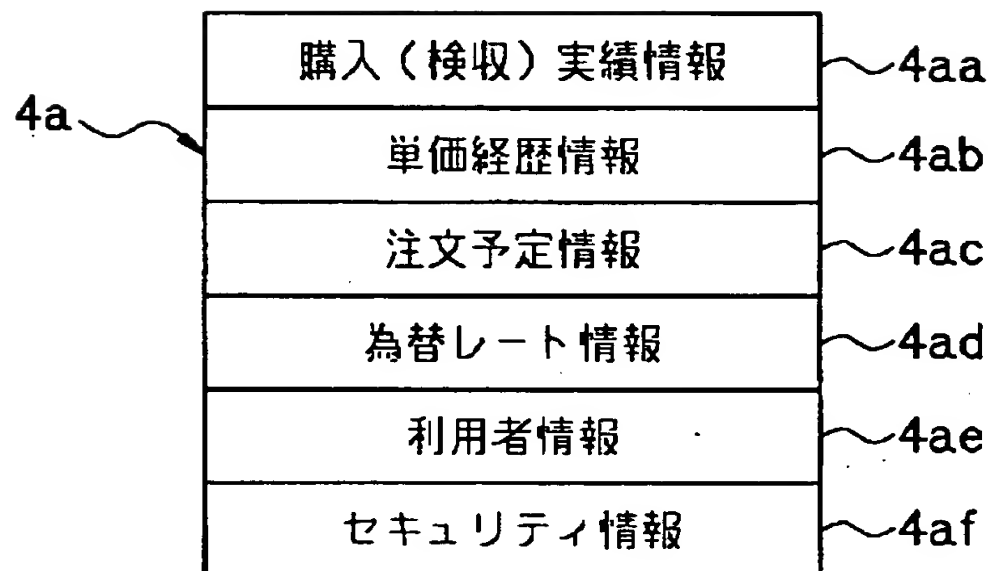 購入(検収)実績情報 4aa
4a
単価経歴情報 4ab
注文予定情報 4ac
為替レート情報 4ad
利用者情報 4ae
セキュリティ情報 4af